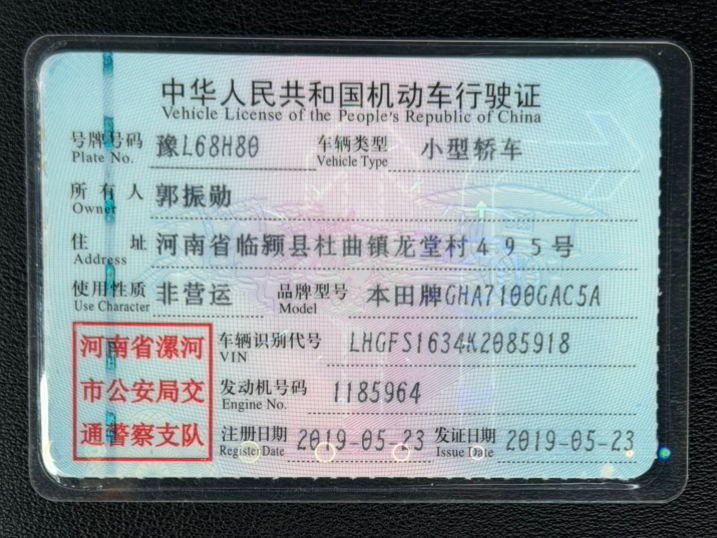 中华人民共和国机动车行驶证
Vehicle License of the People's Republic of China
号牌号码 豫L68H80 车辆类型 小型轿车
Plate No. Vehicle Type
所有人 郭振勋
Owner
住址 河南省临颍县杜曲镇龙堂村495号
Address
使用性质 非营运 品牌型号 本田牌GHA7100GAC5A
Use Character Model
河南省漯河
市公安局交
通警察支队
车辆识别代号 LHGFS1634K2085918
VIN
发动机号码 1185964
Engine No.
注册日期 2019-05-23 发证日期 2019-05-23
Register Date Issue Date